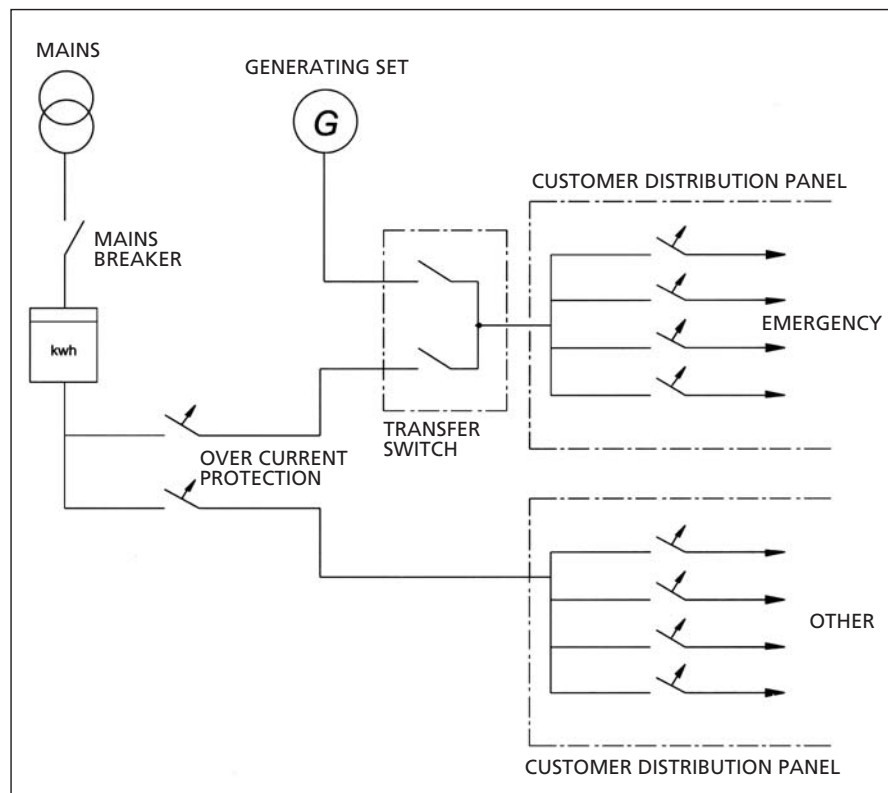 MAINS
GENERATING SET
G
CUSTOMER DISTRIBUTION PANEL
MAINS
BREAKER
kwh
EMERGENCY
TRANSFER
SWITCH
OVER CURRENT
PROTECTION
OTHER
CUSTOMER DISTRIBUTION PANEL